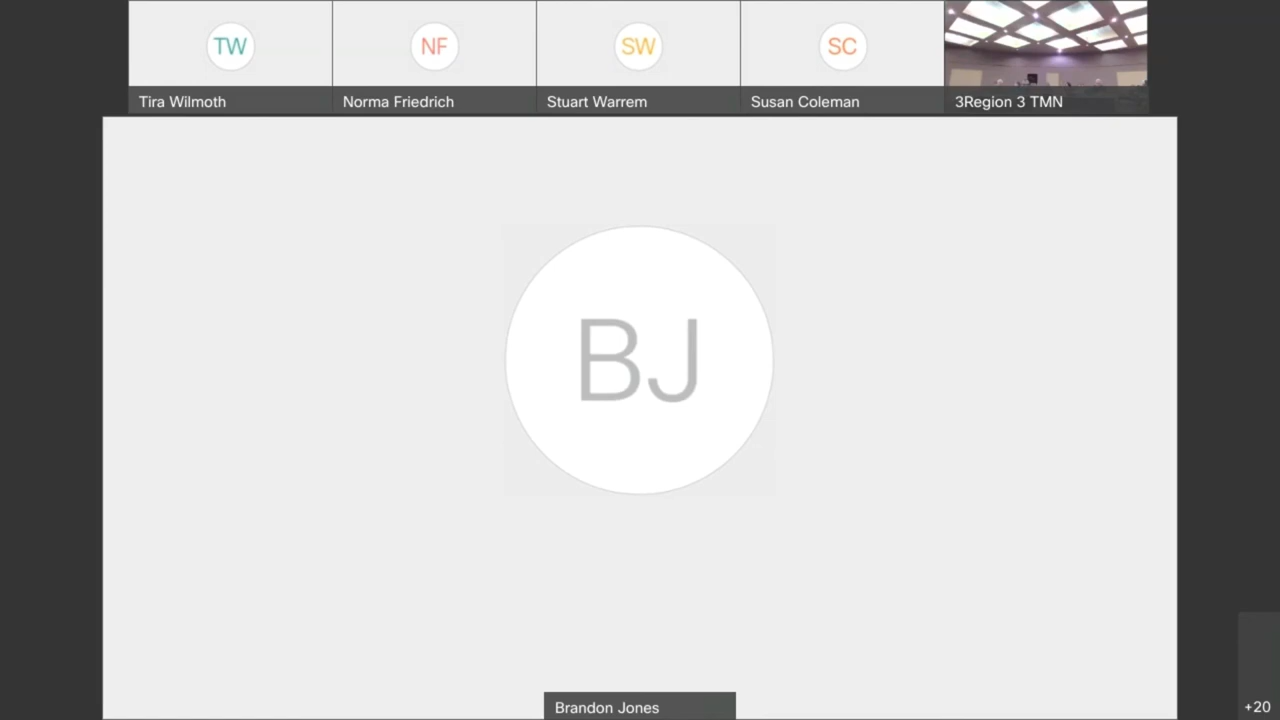 TW
NF
SW
SC
Tira Wilmoth
Norma Friedrich
Stuart Warrem
Susan Coleman
3Region 3 TMN
BJ
Brandon Jones
+20